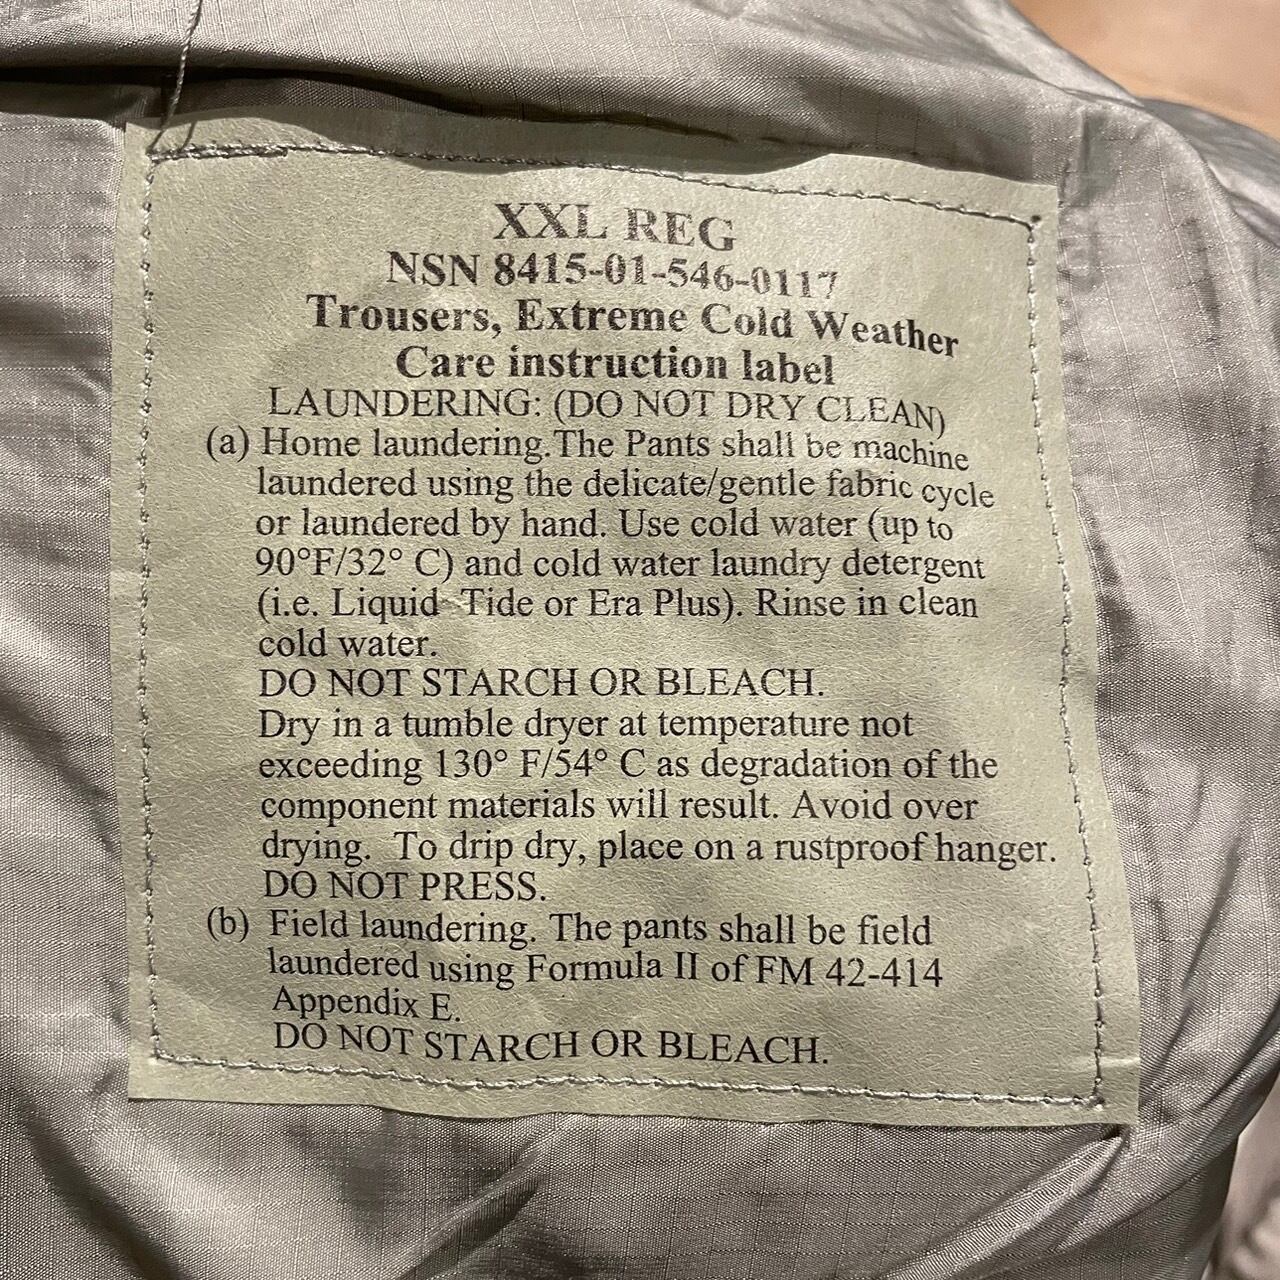 XXL REG
NSN 8415-01-546-0117
Trousers, Extreme Cold Weather
Care instruction label
LAUNDERING: (DO NOT DRY CLEAN)
(a) Home laundering.The Pants shall be machine
laundered using the delicate/gentle fabric cycle
or laundered by hand. Use cold water (up to
90°F/32° C) and cold water laundry detergent
(i.e. Liquid Tide or Era Plus). Rinse in clean
cold water.
DO NOT STARCH OR BLEACH.
Dry in a tumble dryer at temperature not
exceeding 130° F/54° C as degradation of the
component materials will result. Avoid over
drying. To drip dry, place on a rustproof hanger.
DO NOT PRESS.
(b) Field laundering. The pants shall be field
laundered using Formula II of FM 42-414
Appendix E.
DO NOT STARCH OR BLEACH.